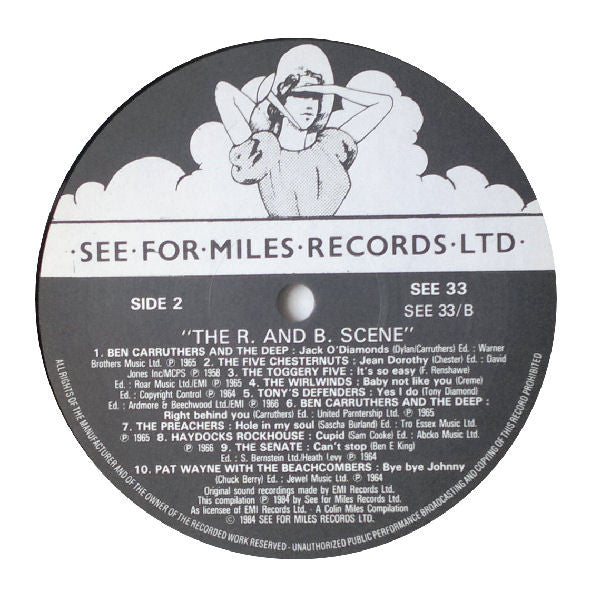 ·SEE·FOR·MILES·RECORDS·LTD·
SIDE 2
SEE 33
SEE 33/B
"THE R. AND B. SCENE"
1. BEN CARRUTHERS AND THE DEEP : Jack O'Diamonds (Dylan/Carruthers) Ed. : Warner
Brothers Music Ltd. ℗ 1965 2. THE FIVE CHESTERNUTS : Jean Dorothy (Chester) Ed. : David
Jones Inc/MCPS ℗ 1958 3. THE TOGGERY FIVE : It's so easy (F. Renshawe)
Ed. : Roar Music Ltd./EMI ℗ 1965 4. THE WIRLWINDS : Baby not like you (Creme)
Ed. : Copyright Control ℗ 1964 5. TONY'S DEFENDERS : Yes I do (Tony Diamond)
Ed. : Ardmore & Beechwood Ltd./EMI ℗ 1966 6. BEN CARRUTHERS AND THE DEEP :
Right behind you (Carruthers) Ed. : United Parntership Ltd. ℗ 1965
7. THE PREACHERS : Hole in my soul (Sascha Burland) Ed. : Tro Essex Music Ltd.
℗ 1965 8. HAYDOCKS ROCKHOUSE : Cupid (Sam Cooke) Ed. : Abcko Music Ltd.
℗ 1966 9. THE SENATE : Can't stop (Ben E King)
Ed. : S. Bernstein Ltd./Heath Levy ℗ 1964
10. PAT WAYNE WITH THE BEACHCOMBERS : Bye bye Johnny
(Chuck Berry) Ed. : Jewel Music Ltd. ℗ 1964
Original sound recordings made by EMI Records Ltd.
This compilation ℗ 1984 by See for Miles Records Ltd.
As licensee of EMI Records Ltd. - A Colin Miles Compilation
© 1984 SEE FOR MILES RECORDS LTD.
ALL RIGHTS OF THE MANUFACTURER AND OF THE OWNER OF THE RECORDED WORK RESERVED - UNAUTHORIZED PUBLIC PERFORMANCE BROADCASTING AND COPYING OF THIS RECORD PROHIBITED